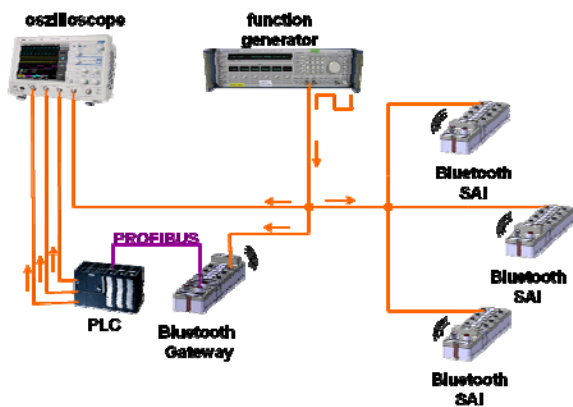 oszilloscope
function
generator
Bluetooth
SAI
Bluetooth
SAI
PROFIBUS
PLC
Bluetooth
Gateway
Bluetooth
SAI